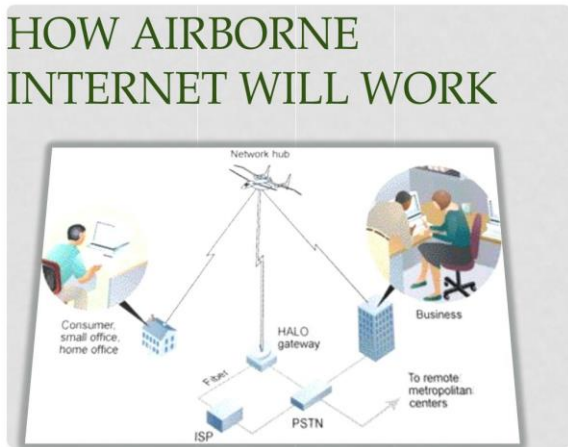 HOW AIRBORNE
INTERNET WILL WORK
Network hub
Consumer,
small office,
home office
Business
HALO
gateway
Fiber
To remote
metropolitan
centers
PSTN
ISP